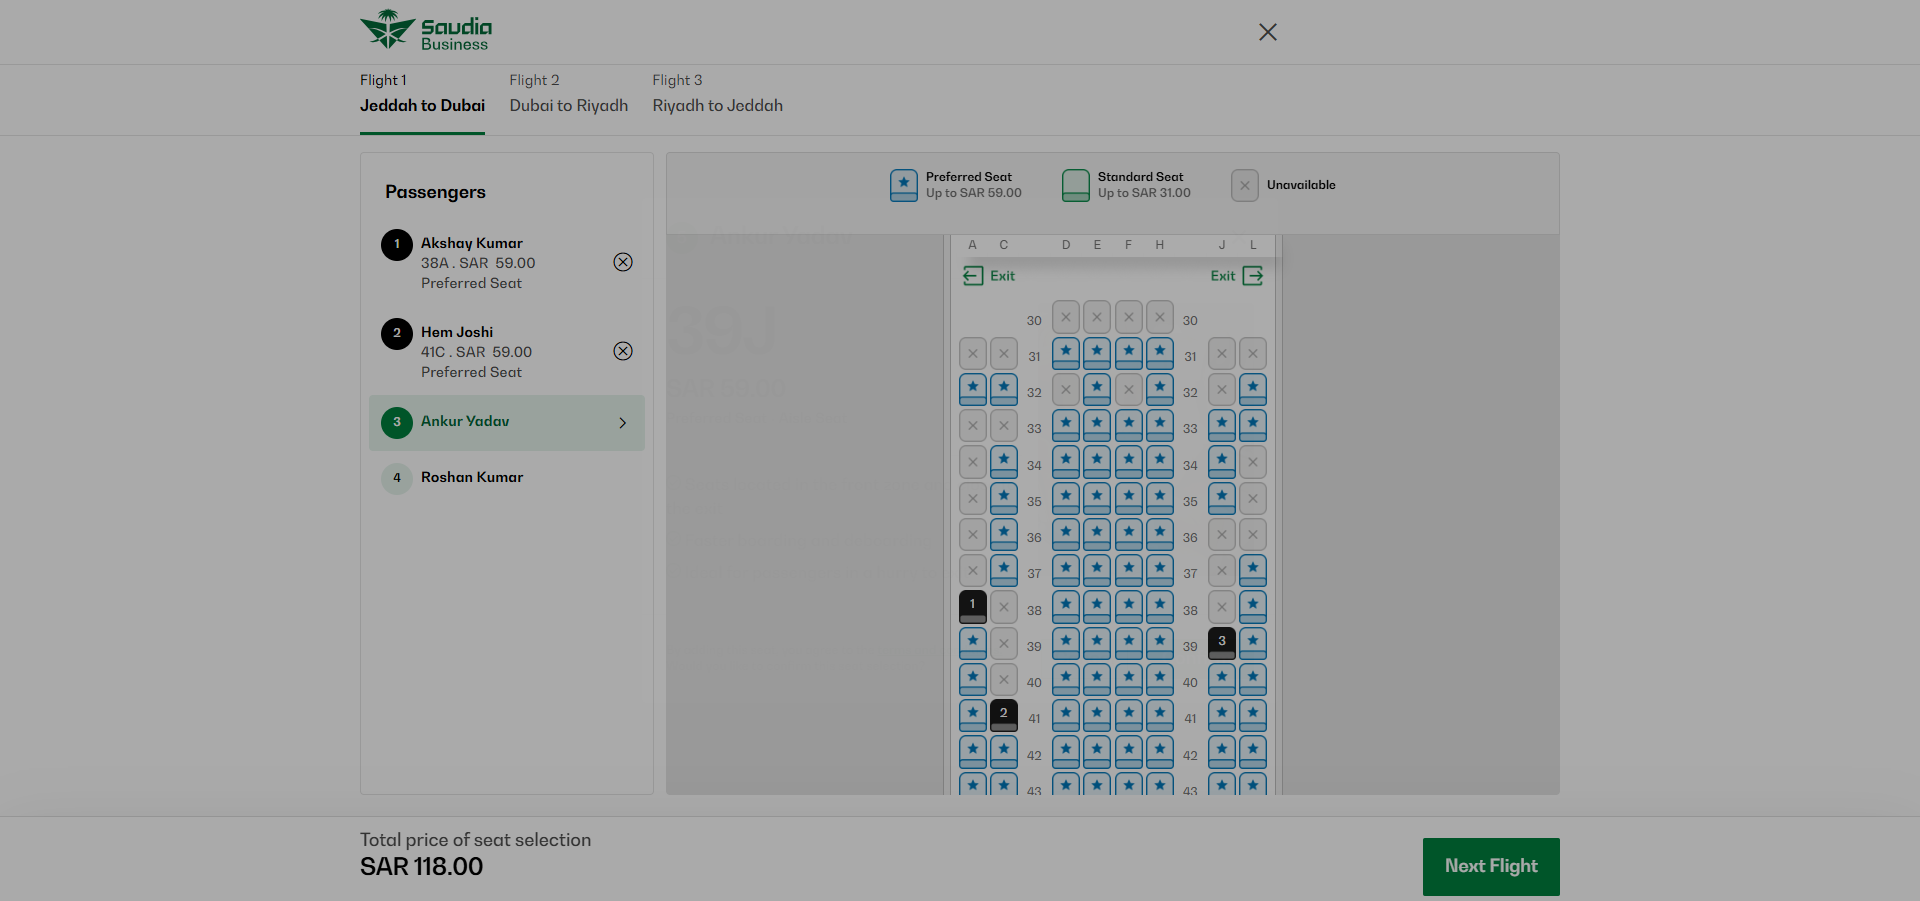 Saudia
Business
Flight 1
Jeddah to Dubai
Flight 2
Dubai to Riyadh
Flight 3
Riyadh to Jeddah
Passengers
1
Akshay Kumar
38A . SAR 59.00
Preferred Seat
2
Hem Joshi
41C . SAR 59.00
Preferred Seat
3
Ankur Yadav
4
Roshan Kumar
Preferred Seat
Up to SAR 59.00
Standard Seat
Up to SAR 31.00
Unavailable
A C D E F H J L
Exit Exit
30 30
31 31
32 32
33 33
34 34
35 35
36 36
37 37
1 38 38
39 3 39
40 40
2 41 41
42 42
43 43
39J
SAR 59.00
Total price of seat selection
SAR 118.00
Next Flight